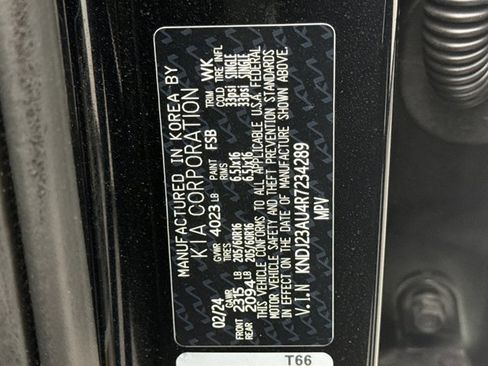 MANUFACTURED IN KOREA BY
KIA CORPORATION
02/24 GVWR 4023 LB PAINT FSB TRIM WK
GAWR TIRES RIMS COLD TIRE INFL
FRONT 2315 LB 205/60R16 6.5Jx16 33psi SINGLE
REAR 2094 LB 205/60R16 6.5Jx16 33psi SINGLE
THIS VEHICLE CONFORMS TO ALL APPLICABLE U.S.A FEDERAL
MOTOR VEHICLE SAFETY AND THEFT PREVENTION STANDARDS
IN EFFECT ON THE DATE OF MANUFACTURE SHOWN ABOVE.
V.I.N KNDJ23AU4R7234289
MPV
T66